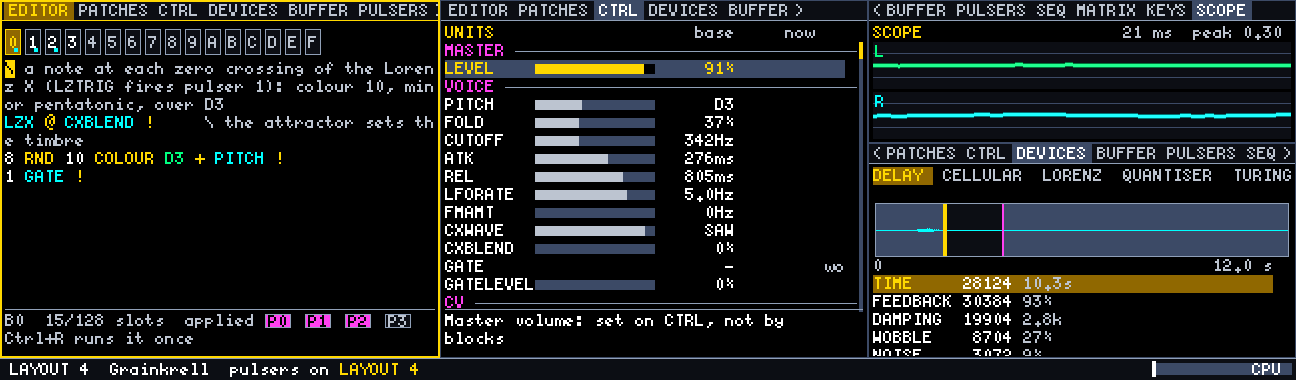 EDITOR PATCHES CTRL DEVICES BUFFER PULSERS
0 1 2 3 4 5 6 7 8 9 A B C D E F
\ a note at each zero crossing of the Loren
z X (LZTRIG fires pulser 1): colour 10, min
or pentatonic, over D3
LZX @ CXBLEND ! \ the attractor sets th
e timbre
8 RND 10 COLOUR D3 + PITCH !
1 GATE !
B0 15/128 slots applied P0 P1 P2 P3
Ctrl+R runs it once
EDITOR PATCHES CTRL DEVICES BUFFER >
UNITS base now
MASTER
LEVEL 91%
VOICE
PITCH D3
FOLD 37%
CUTOFF 342Hz
ATK 276ms
REL 805ms
LFORATE 5.0Hz
FMAMT 0Hz
CXWAVE SAW
CXBLEND 0%
GATE - wo
GATELEVEL 0%
CV
Master volume: set on CTRL, not by
blocks
< BUFFER PULSERS SEQ MATRIX KEYS SCOPE
SCOPE 21 ms peak 0.30
L
R
< PATCHES CTRL DEVICES BUFFER PULSERS SEQ >
DELAY CELLULAR LORENZ QUANTISER TURING
0 12.0 s
TIME 28124 10.3s
FEEDBACK 30384 93%
DAMPING 19904 2.8k
WOBBLE 8704 27%
NOISE 3072 9%
LAYOUT 4 Grainkrell pulsers on LAYOUT 4 CPU